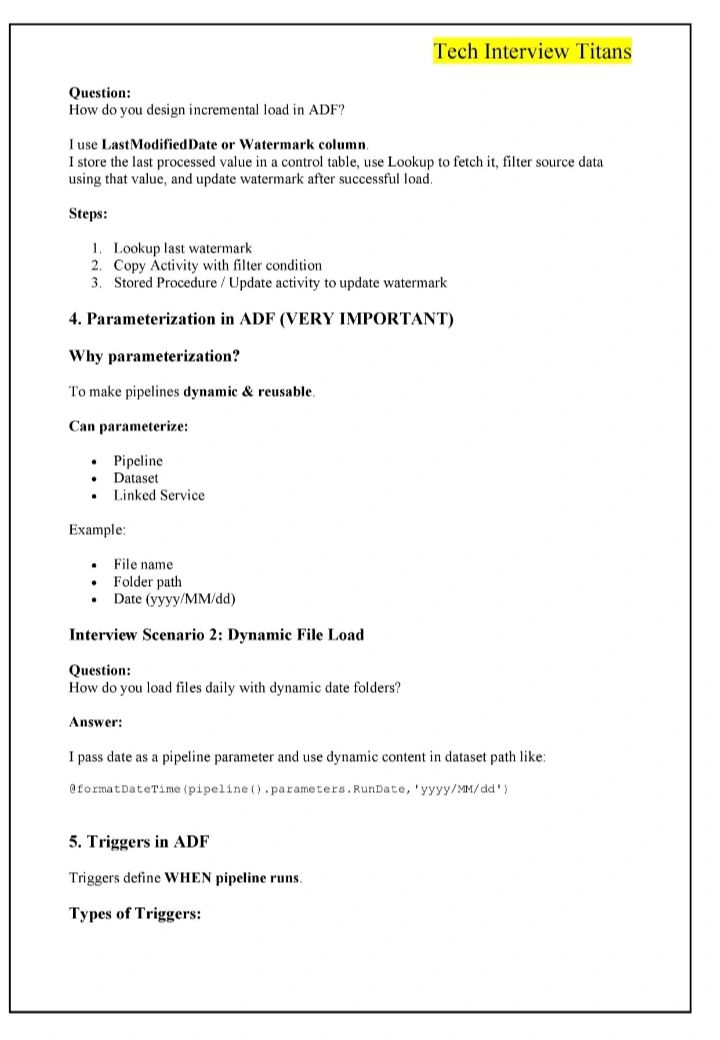 Tech Interview Titans
Question:
How do you design incremental load in ADF?
I use LastModifiedDate or Watermark column.
I store the last processed value in a control table, use Lookup to fetch it, filter source data
using that value, and update watermark after successful load.
Steps:
1. Lookup last watermark
2. Copy Activity with filter condition
3. Stored Procedure / Update activity to update watermark
4. Parameterization in ADF (VERY IMPORTANT)
Why parameterization?
To make pipelines dynamic & reusable.
Can parameterize:
• Pipeline
• Dataset
• Linked Service
Example:
• File name
• Folder path
• Date (yyyy/MM/dd)
Interview Scenario 2: Dynamic File Load
Question:
How do you load files daily with dynamic date folders?
Answer:
I pass date as a pipeline parameter and use dynamic content in dataset path like:
@formatDateTime(pipeline().parameters.RunDate,'yyyy/MM/dd')
5. Triggers in ADF
Triggers define WHEN pipeline runs.
Types of Triggers: